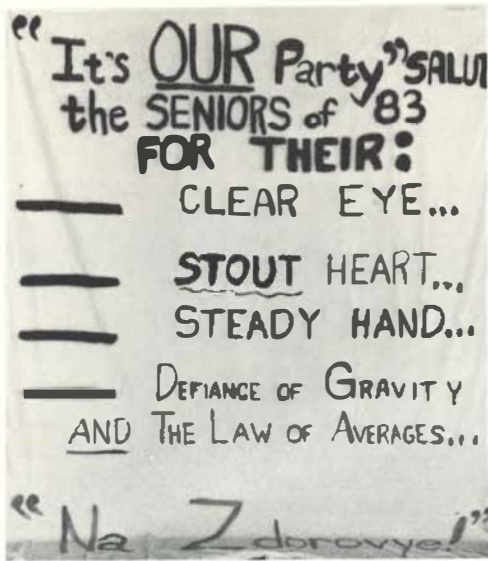 "It's OUR Party" SALUT
the SENIORS of '83
FOR THEIR:
— CLEAR EYE...
— STOUT HEART...
— STEADY HAND...
— DEFIANCE OF GRAVITY
AND THE LAW OF AVERAGES...
"Na Zdorovye!"